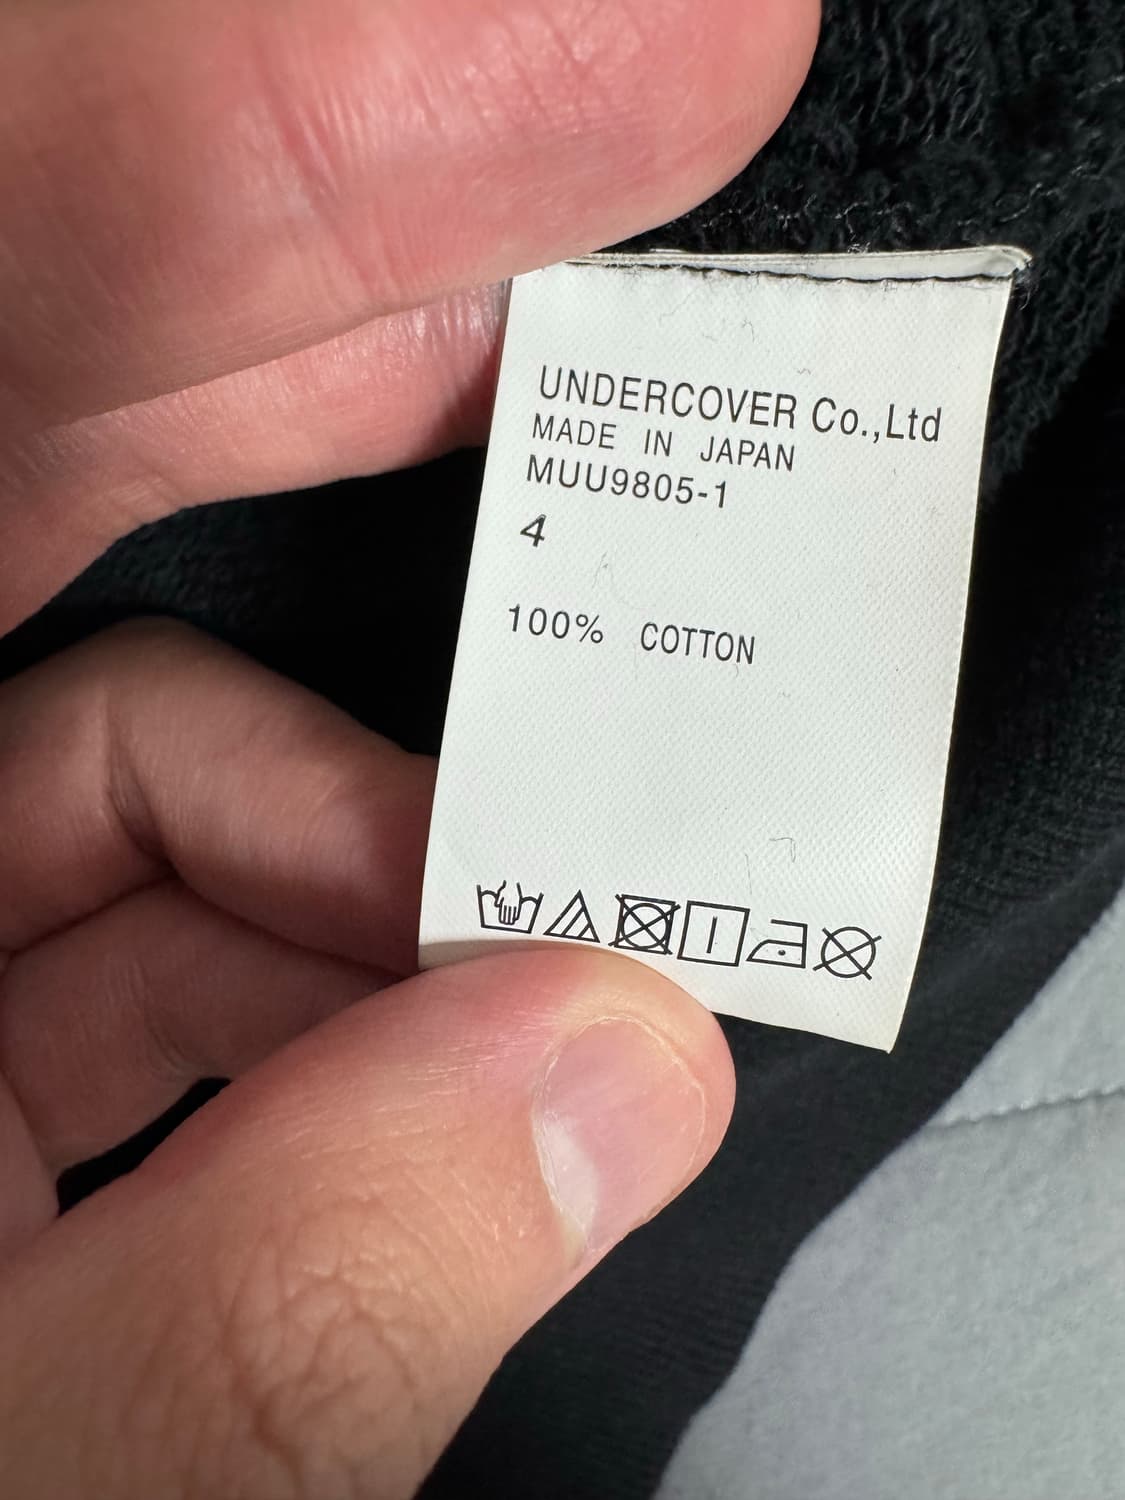 UNDERCOVER Co.,Ltd
MADE IN JAPAN
MUU9805-1
4
100% COTTON